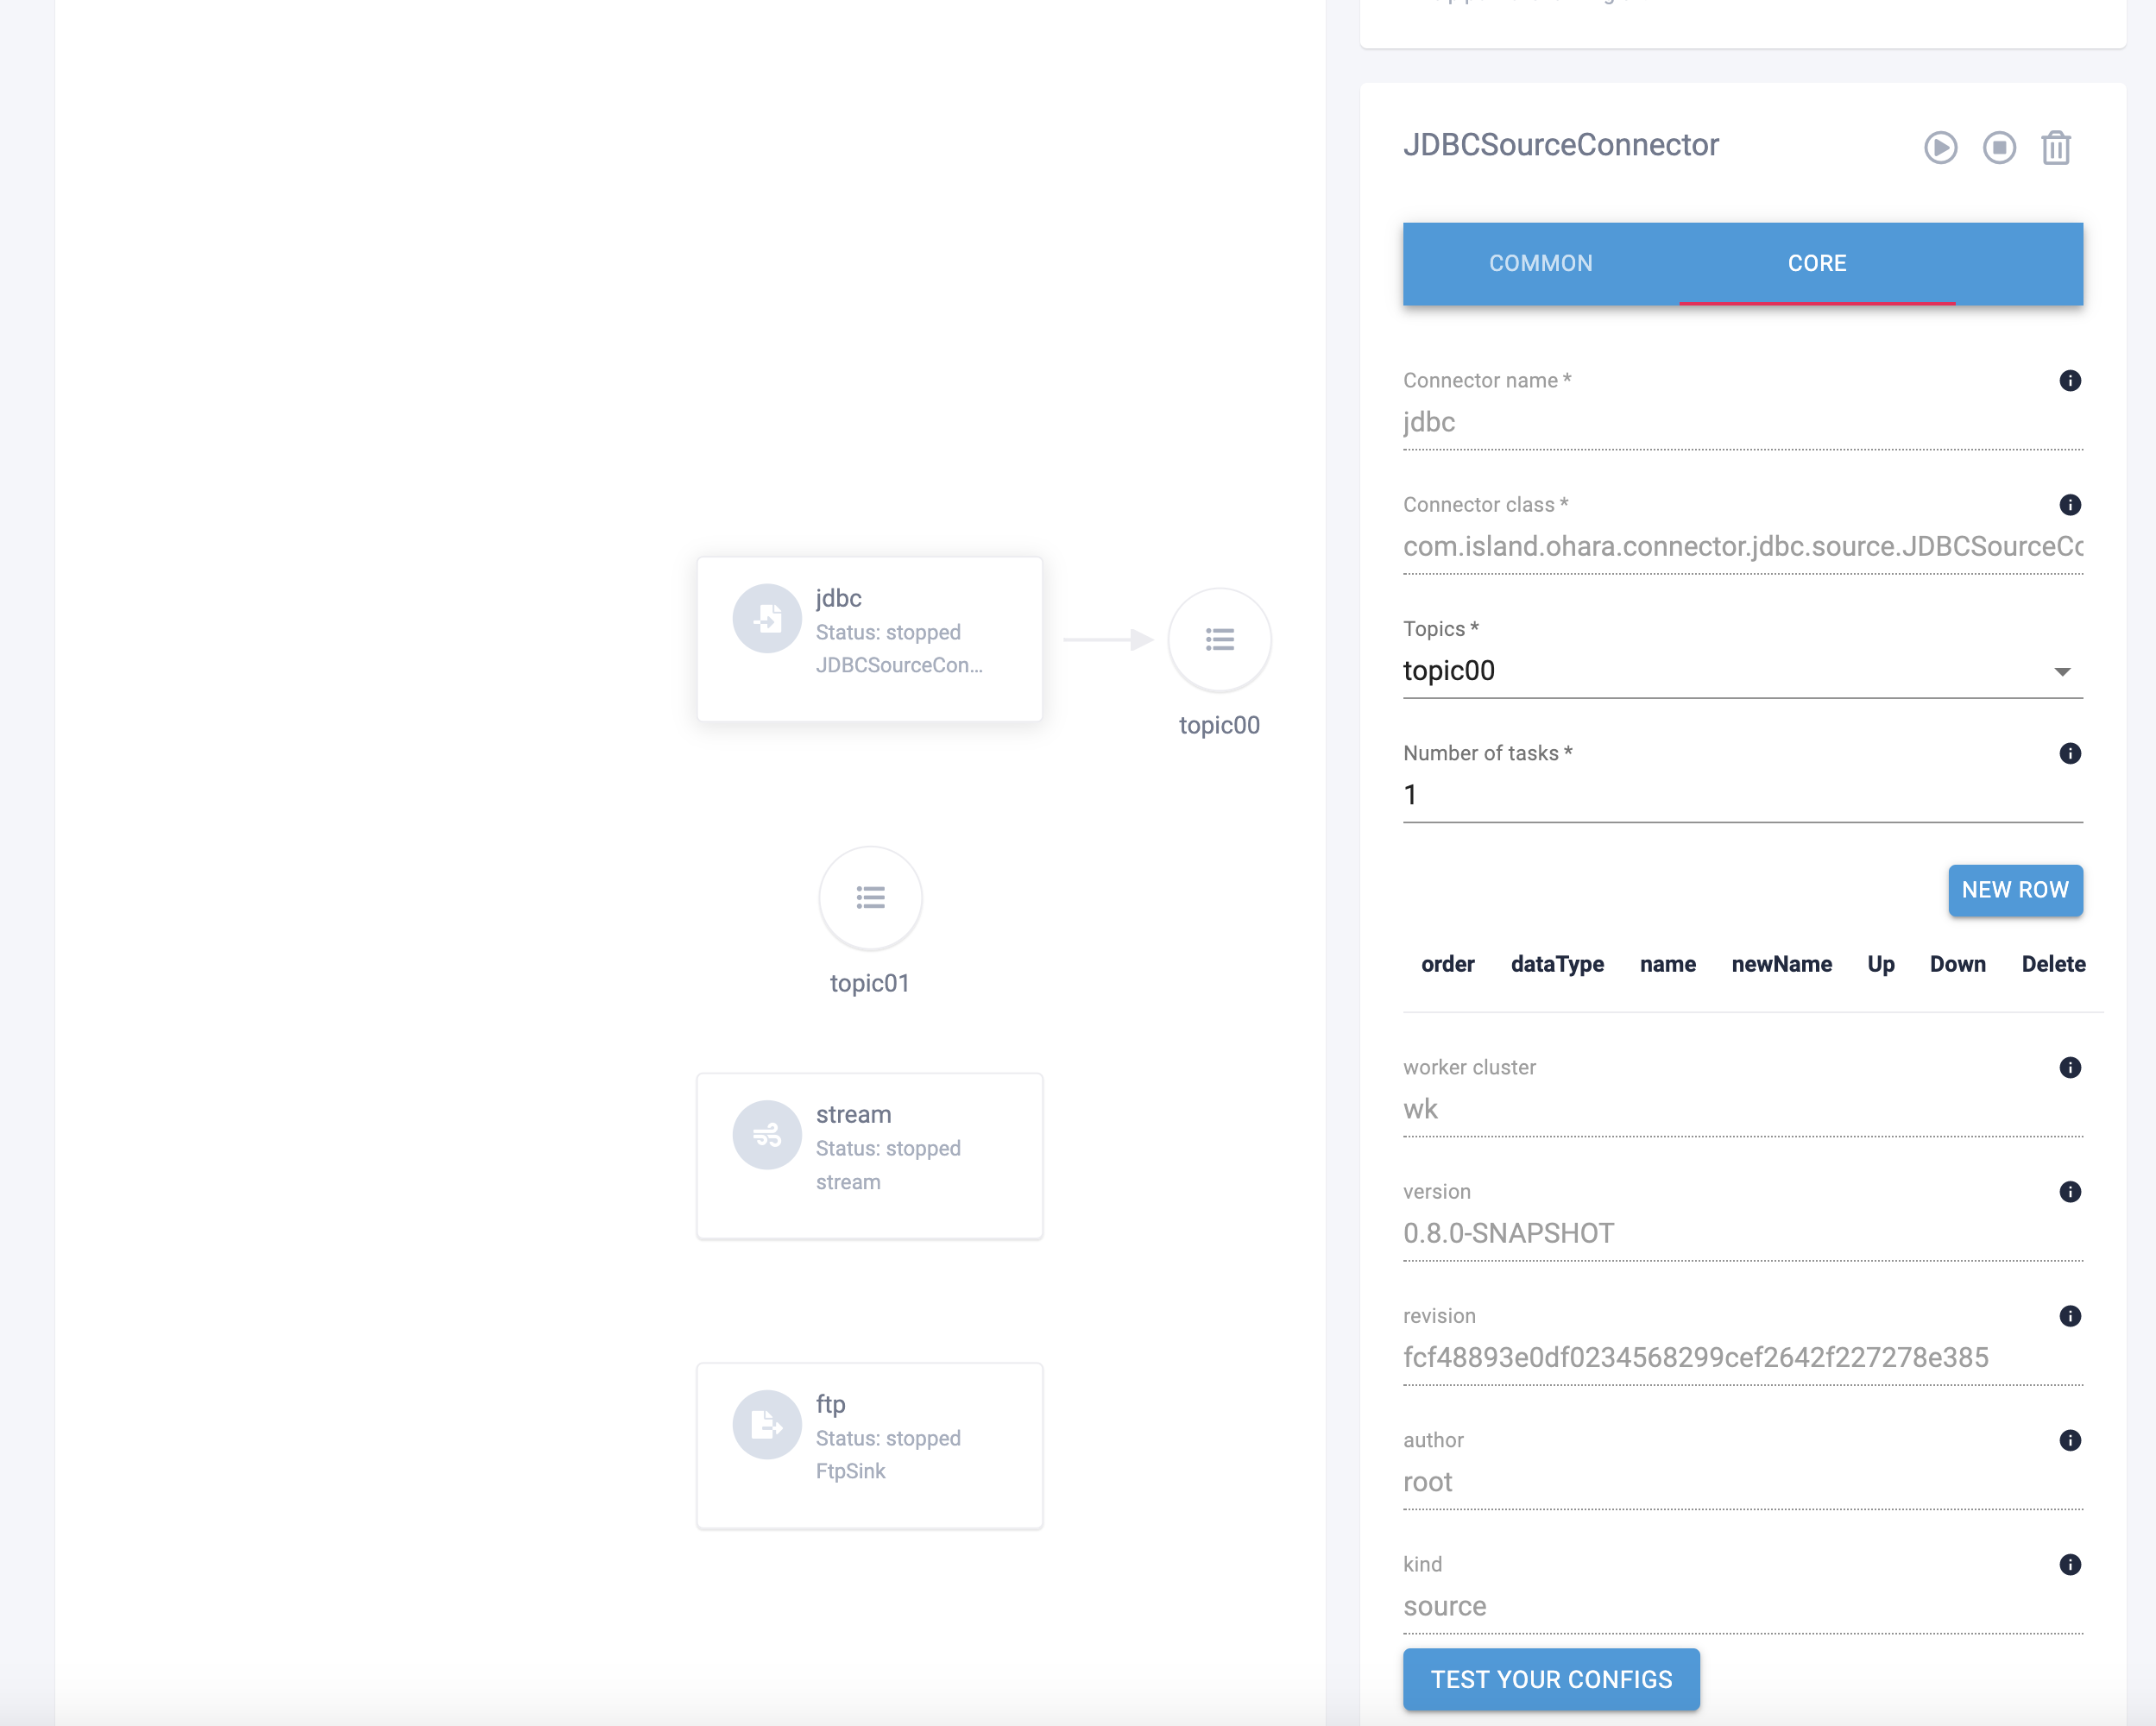 jdbc
Status: stopped
JDBCSourceCon...
topic00
topic01
stream
Status: stopped
stream
ftp
Status: stopped
FtpSink
JDBCSourceConnector
COMMON CORE
Connector name *
jdbc
Connector class *
com.island.ohara.connector.jdbc.source.JDBCSourceCo
Topics *
topic00
Number of tasks *
1
NEW ROW
order dataType name newName Up Down Delete
worker cluster
wk
version
0.8.0-SNAPSHOT
revision
fcf48893e0df0234568299cef2642f227278e385
author
root
kind
source
TEST YOUR CONFIGS